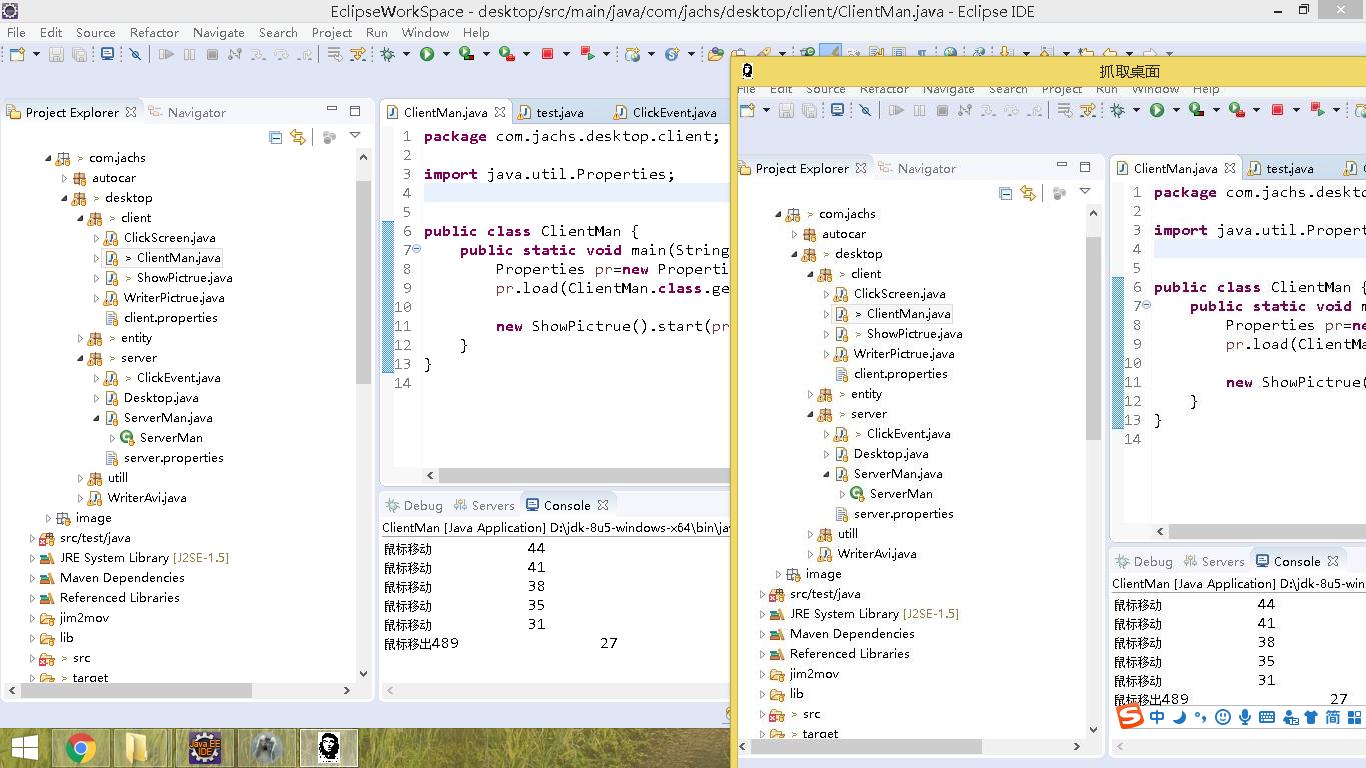 EclipseWorkSpace - desktop/src/main/java/com/jachs/desktop/client/ClientMan.java - Eclipse IDE
File Edit Source Refactor Navigate Search Project Run Window Help
Project Explorer
Navigator
com.jachs
autocar
> desktop
> client
ClickScreen.java
> ClientMan.java
> ShowPictrue.java
WriterPictrue.java
client.properties
> entity
> server
> ClickEvent.java
Desktop.java
ServerMan.java
ServerMan
server.properties
utill
WriterAvi.java
image
src/test/java
JRE System Library [J2SE-1.5]
Maven Dependencies
Referenced Libraries
jim2mov
lib
> src
> target
ClientMan.java
test.java
ClickEvent.java
1 package com.jachs.desktop.client;
2
3 import java.util.Properties;
4
5
6 public class ClientMan {
7 public static void main(String
8 Properties pr=new Properti
9 pr.load(ClientMan.class.ge
10
11 new ShowPictrue().start(pr
12 }
13 }
14
Debug
Servers
Console
ClientMan [Java Application] D:\jdk-8u5-windows-x64\bin\jav
鼠标移动 44
鼠标移动 41
鼠标移动 38
鼠标移动 35
鼠标移动 31
鼠标移出489 27
抓取桌面
File Edit Source Refactor Navigate Search Project Run Window Help
Project Explorer
Navigator
> com.jachs
autocar
> desktop
> client
ClickScreen.java
> ClientMan.java
> ShowPictrue.java
WriterPictrue.java
client.properties
> entity
> server
> ClickEvent.java
Desktop.java
ServerMan.java
ServerMan
server.properties
utill
WriterAvi.java
image
src/test/java
JRE System Library [J2SE-1.5]
Maven Dependencies
Referenced Libraries
jim2mov
lib
> src
> target
ClientMan.java
test.java
1 package com.jachs.deskto
2
3 import java.util.Propert
4
5
6 public class ClientMan {
7 public static void m
8 Properties pr=new
9 pr.load(ClientMa
10
11 new ShowPictrue(
12 }
13 }
14
Debug
Servers
Console
ClientMan [Java Application] D:\jdk-8u5-win
鼠标移动 44
鼠标移动 41
鼠标移动 38
鼠标移动 35
鼠标移动 31
鼠标移出489 27
S 中 简
Java EE
IDE